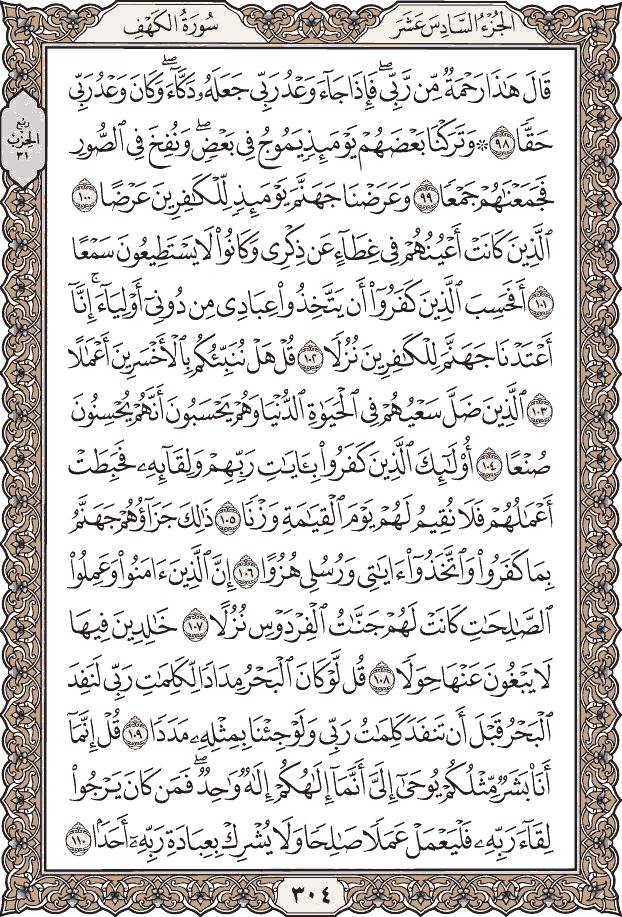 الجُزْءُ السَّادِسَ عَشَرَ
سُورَةُ الكَهْفِ
قَالَ هَٰذَا رَحْمَةٌ مِّن رَّبِّي ۖ فَإِذَا جَآءَ وَعْدُ رَبِّي جَعَلَهُۥ دَكَّآءَ ۖ وَكَانَ وَعْدُ رَبِّي
حَقًّا ٩٨ ۞ وَتَرَكْنَا بَعْضَهُمْ يَوْمَئِذٍ يَمُوجُ فِي بَعْضٍ ۖ وَنُفِخَ فِي ٱلصُّورِ
فَجَمَعْنَٰهُمْ جَمْعًا ٩٩ وَعَرَضْنَا جَهَنَّمَ يَوْمَئِذٍ لِّلْكَٰفِرِينَ عَرْضًا ١٠٠
ٱلَّذِينَ كَانَتْ أَعْيُنُهُمْ فِي غِطَآءٍ عَن ذِكْرِي وَكَانُوا۟ لَا يَسْتَطِيعُونَ سَمْعًا
١٠١ أَفَحَسِبَ ٱلَّذِينَ كَفَرُوٓا۟ أَن يَتَّخِذُوا۟ عِبَادِي مِن دُونِيٓ أَوْلِيَآءَ ۚ إِنَّآ
أَعْتَدْنَا جَهَنَّمَ لِلْكَٰفِرِينَ نُزُلًا ١٠٢ قُلْ هَلْ نُنَبِّئُكُم بِٱلْأَخْسَرِينَ أَعْمَٰلًا
١٠٣ ٱلَّذِينَ ضَلَّ سَعْيُهُمْ فِي ٱلْحَيَوٰةِ ٱلدُّنْيَا وَهُمْ يَحْسَبُونَ أَنَّهُمْ يُحْسِنُونَ
صُنْعًا ١٠٤ أُو۟لَٰٓئِكَ ٱلَّذِينَ كَفَرُوا۟ بِـَٔايَٰتِ رَبِّهِمْ وَلِقَآئِهِۦ فَحَبِطَتْ
أَعْمَٰلُهُمْ فَلَا نُقِيمُ لَهُمْ يَوْمَ ٱلْقِيَٰمَةِ وَزْنًا ١٠٥ ذَٰلِكَ جَزَآؤُهُمْ جَهَنَّمُ
بِمَا كَفَرُوا۟ وَٱتَّخَذُوٓا۟ ءَايَٰتِي وَرُسُلِي هُزُوًا ١٠٦ إِنَّ ٱلَّذِينَ ءَامَنُوا۟ وَعَمِلُوا۟
ٱلصَّٰلِحَٰتِ كَانَتْ لَهُمْ جَنَّٰتُ ٱلْفِرْدَوْسِ نُزُلًا ١٠٧ خَٰلِدِينَ فِيهَا
لَا يَبْغُونَ عَنْهَا حِوَلًا ١٠٨ قُل لَّوْ كَانَ ٱلْبَحْرُ مِدَادًا لِّكَلِمَٰتِ رَبِّي لَنَفِدَ
ٱلْبَحْرُ قَبْلَ أَن تَنفَدَ كَلِمَٰتُ رَبِّي وَلَوْ جِئْنَا بِمِثْلِهِۦ مَدَدًا ١٠٩ قُلْ إِنَّمَآ
أَنَا۠ بَشَرٌ مِّثْلُكُمْ يُوحَىٰٓ إِلَيَّ أَنَّمَآ إِلَٰهُكُمْ إِلَٰهٌ وَٰحِدٌ ۖ فَمَن كَانَ يَرْجُوا۟
لِقَآءَ رَبِّهِۦ فَلْيَعْمَلْ عَمَلًا صَٰلِحًا وَلَا يُشْرِكْ بِعِبَادَةِ رَبِّهِۦٓ أَحَدًۢا ١١٠
رُبْعُ
الحِزْبِ
٣١
٣٠٤